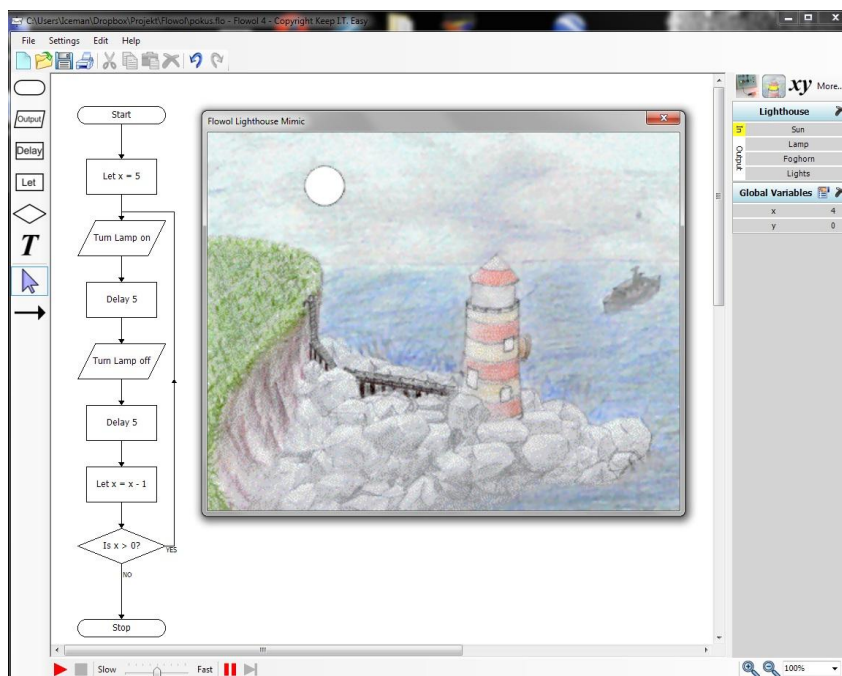 C:\Users\Iceman\Dropbox\Projekt\Flowol\pokus.flo - Flowol 4 - Copyright Keep I.T. Easy
File Settings Edit Help
Output
Delay
Let
T
Start
Let x = 5
Turn Lamp on
Delay 5
Turn Lamp off
Delay 5
Let x = x - 1
Is x > 0?
YES
NO
Stop
Flowol Lighthouse Mimic
xy More...
Lighthouse
In
Output
Sun
Lamp
Foghorn
Lights
Global Variables
x 4
y 0
Slow Fast
100%